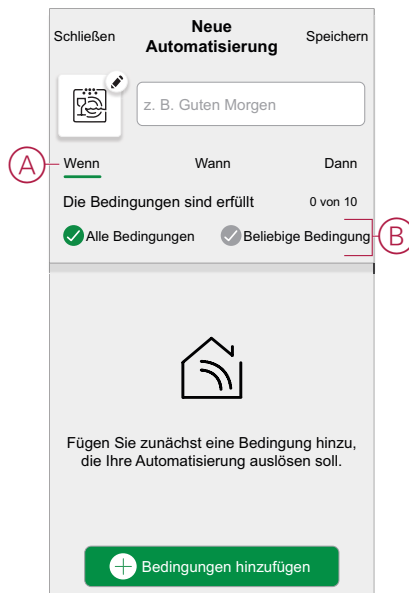 Schließen
Neue
Automatisierung
Speichern
z. B. Guten Morgen
A
Wenn
Wann
Dann
Die Bedingungen sind erfüllt
0 von 10
Alle Bedingungen
Beliebige Bedingung
B
Fügen Sie zunächst eine Bedingung hinzu,
die Ihre Automatisierung auslösen soll.
Bedingungen hinzufügen